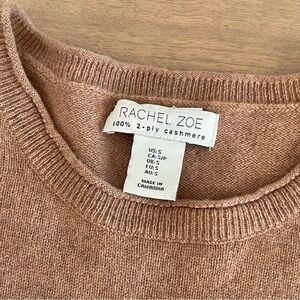 RACHEL ZOE
100% 2-ply cashmere
US:S
CA:S/P
UK:S
EU:S
AU:S
MADE IN
CAMBODIA